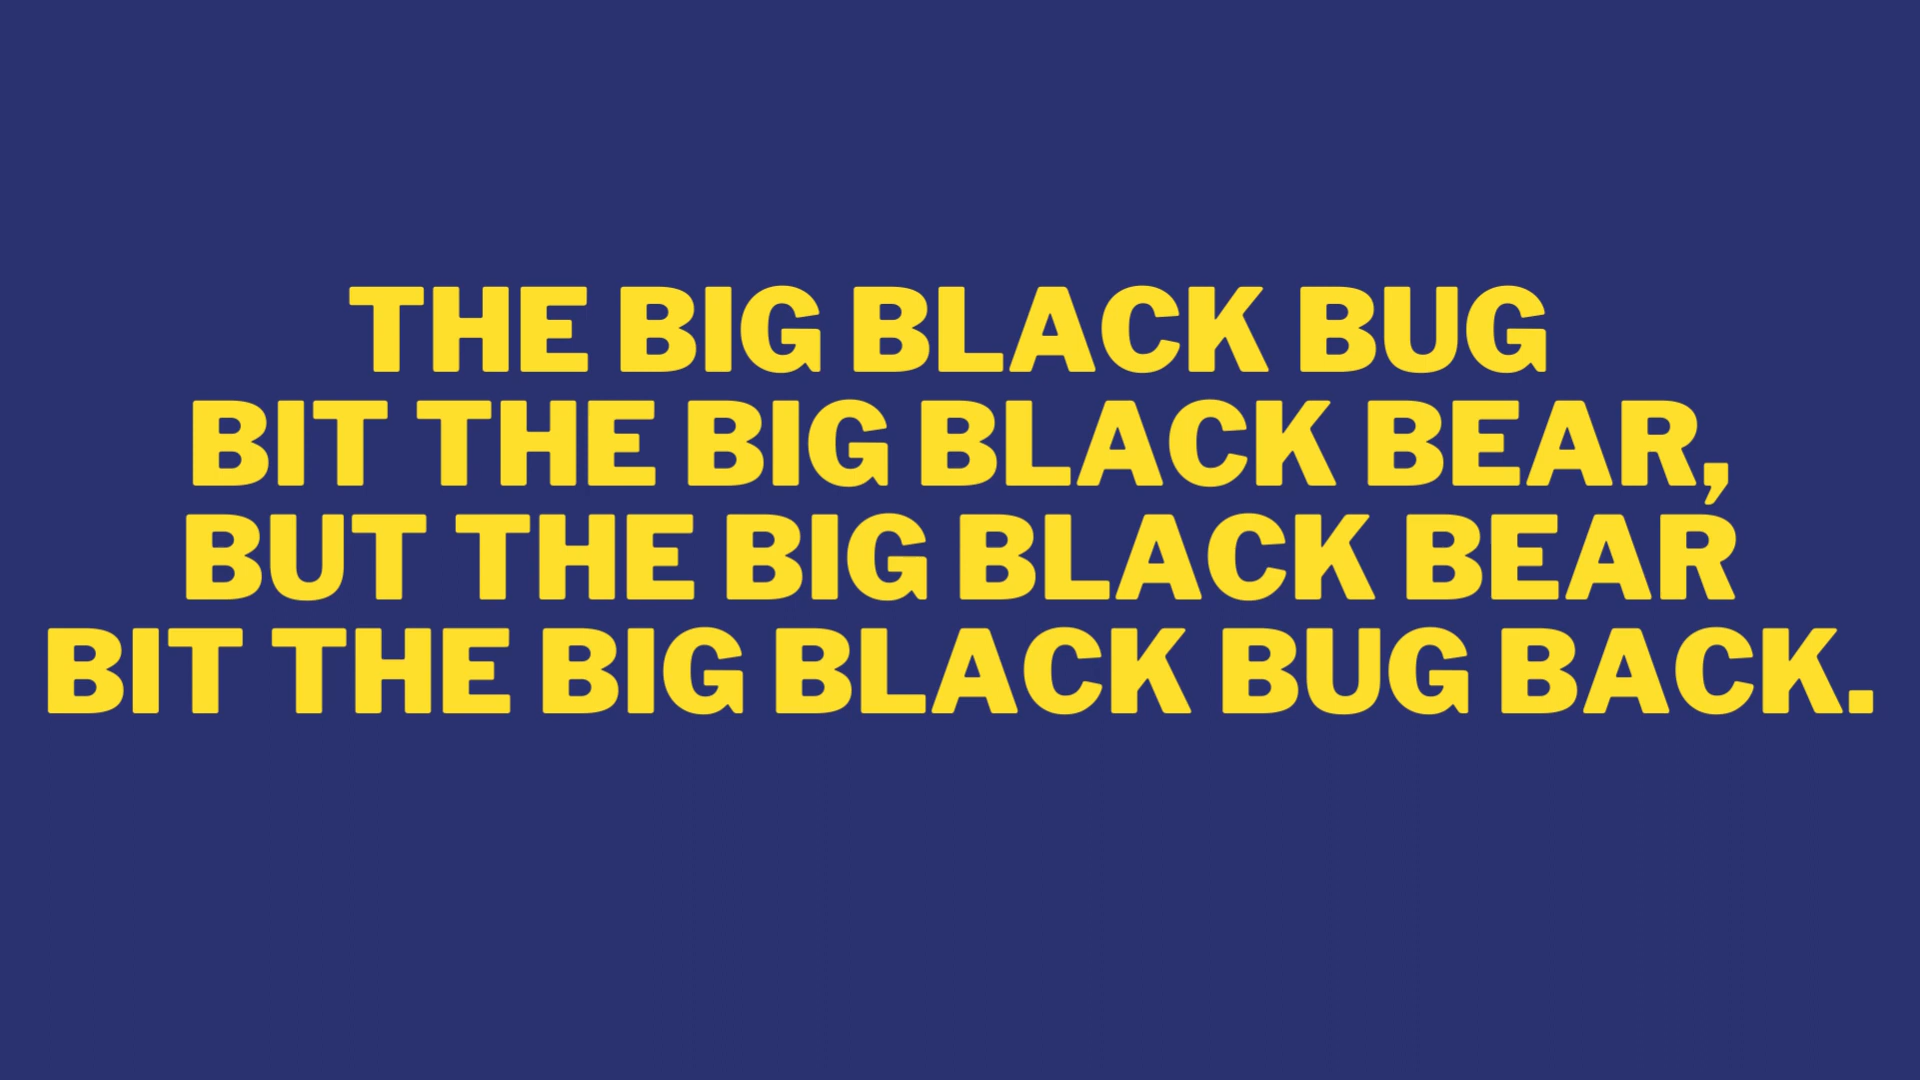 THE BIG BLACK BUG
BIT THE BIG BLACK BEAR,
BUT THE BIG BLACK BEAR
BIT THE BIG BLACK BUG BACK.